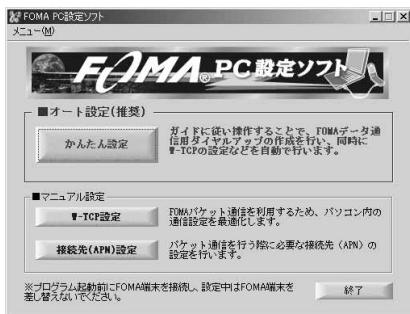 FOMA PC設定ソフト
メニュー(M)
FOMA® PC設定ソフト
■オート設定(推奨)
かんたん設定
ガイドに従い操作することで、FOMAデータ通
信用ダイヤルアップの作成を行い、同時に
W-TCPの設定などを自動で行います。
■マニュアル設定
W-TCP設定
FOMAパケット通信を利用するため、パソコン内の
通信設定を最適化します。
接続先(APN)設定
パケット通信を行う際に必要な接続先（APN）の
設定を行います。
※プログラム起動前にFOMA端末を接続し、設定中はFOMA端末を
差し替えないでください。
終了